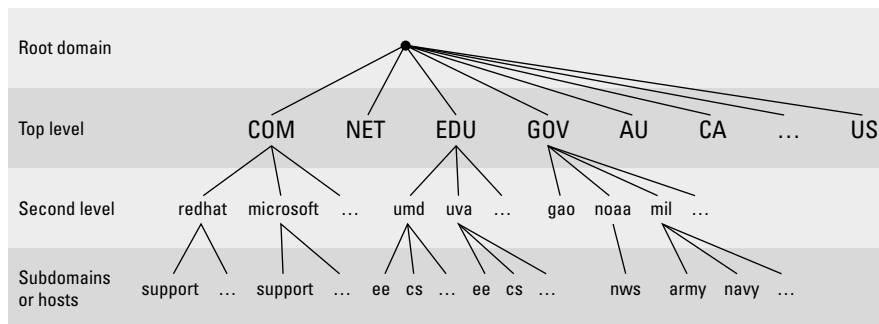 Root domain
Top level COM NET EDU GOV AU CA ... US
Second level redhat microsoft ... umd uva ... gao noaa mil ...
Subdomains
or hosts support ... support ... ee cs ... ee cs ... nws army navy ...